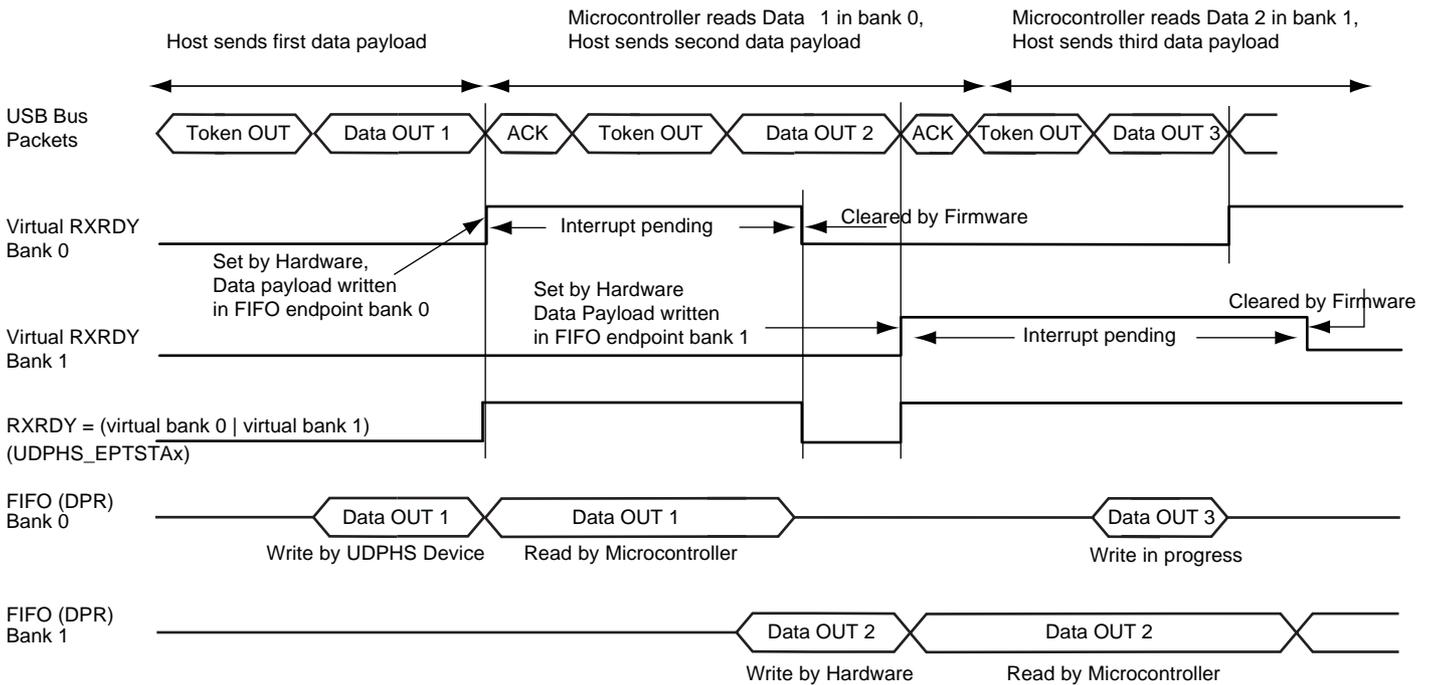 Host sends first data payload
Microcontroller reads Data 1 in bank 0,
Host sends second data payload
Microcontroller reads Data 2 in bank 1,
Host sends third data payload
USB Bus
Packets
Token OUT
Data OUT 1
ACK
Token OUT
Data OUT 2
ACK
Token OUT
Data OUT 3
Virtual RXRDY
Bank 0
Interrupt pending
Cleared by Firmware
Set by Hardware,
Data payload written
in FIFO endpoint bank 0
Set by Hardware
Data Payload written
in FIFO endpoint bank 1
Cleared by Firmware
Virtual RXRDY
Bank 1
Interrupt pending
RXRDY = (virtual bank 0 | virtual bank 1)
(UDPHS_EPTSTAx)
FIFO (DPR)
Bank 0
Data OUT 1
Data OUT 1
Data OUT 3
Write by UDPHS Device
Read by Microcontroller
Write in progress
FIFO (DPR)
Bank 1
Data OUT 2
Data OUT 2
Write by Hardware
Read by Microcontroller